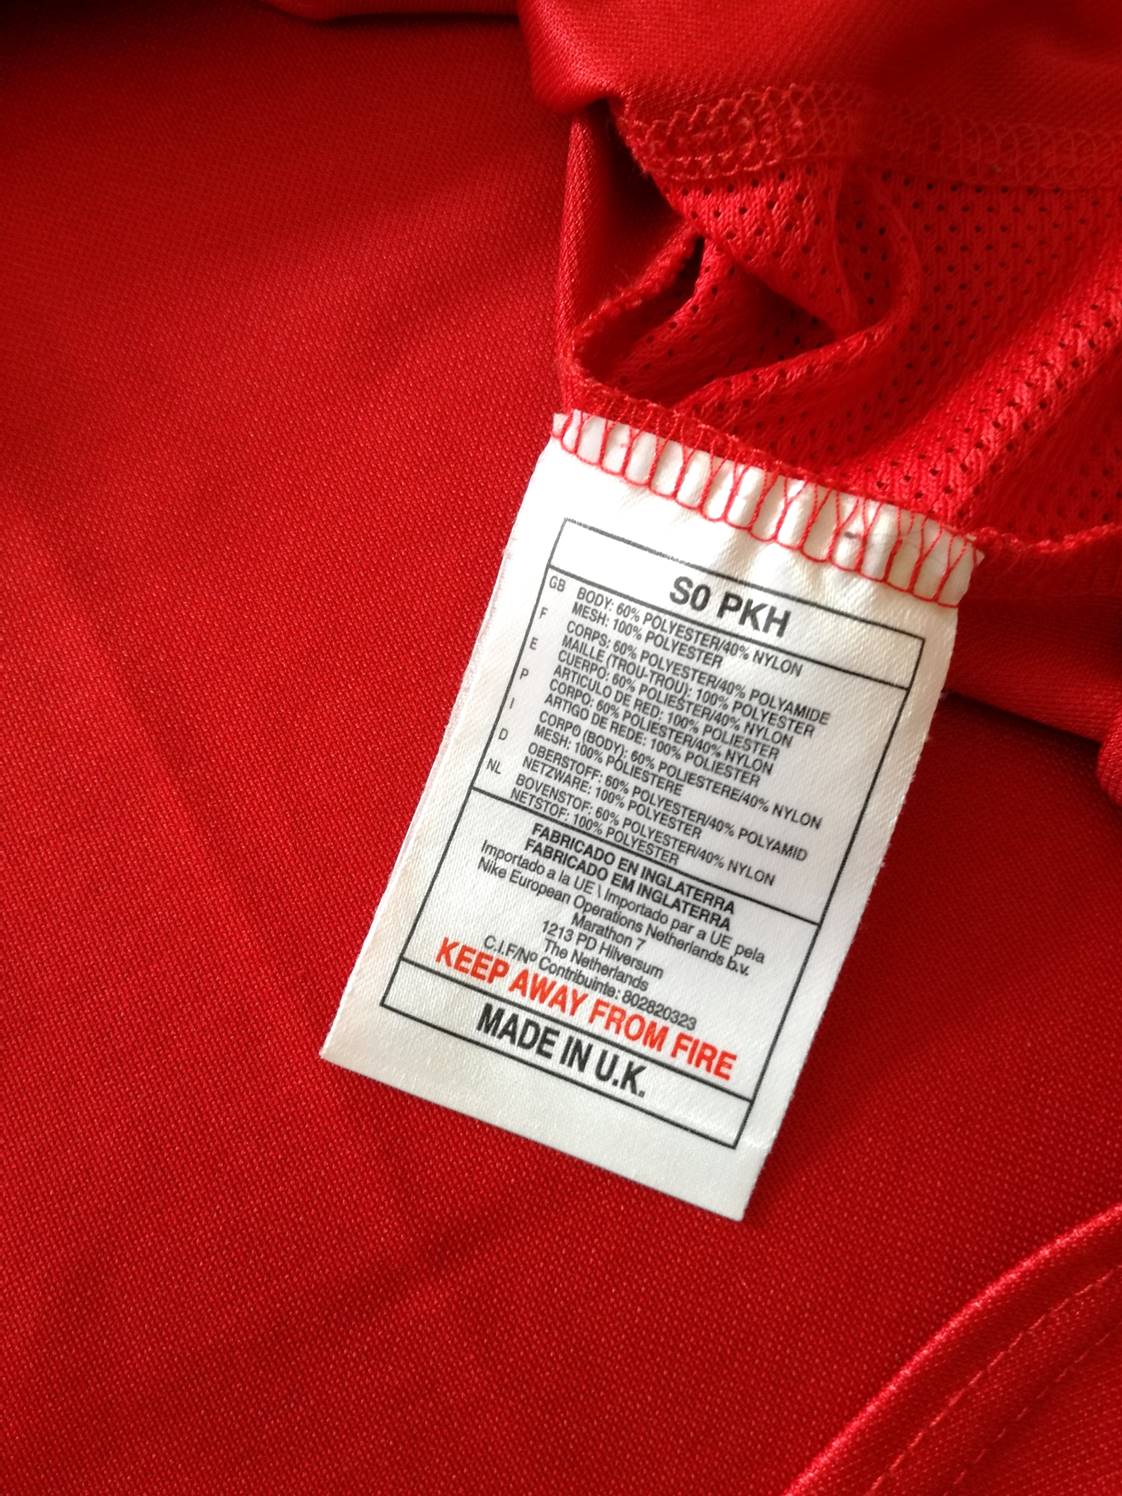 S0 PKH
GB BODY: 60% POLYESTER/40% NYLON
MESH: 100% POLYESTER
F CORPS: 60% POLYESTER/40% POLYAMIDE
MAILLE (TROU-TROU): 100% POLYESTER
E CUERPO: 60% POLIESTER/40% NYLON
ARTICULO DE RED: 100% POLIESTER
P CORPO: 60% POLIESTER/40% NYLON
ARTIGO DE REDE: 100% POLIESTER
I CORPO (BODY): 60% POLIESTERE/40% NYLON
MESH: 100% POLIESTERE
D OBERSTOFF: 60% POLYESTER/40% POLYAMID
NETZWARE: 100% POLYESTER
NL BOVENSTOF: 60% POLYESTER/40% NYLON
NETSTOF: 100% POLYESTER
FABRICADO EN INGLATERRA
FABRICADO EM INGLATERRA
Importado a la UE \ Importado par a UE pela
Nike European Operations Netherlands b.v.
Marathon 7
1213 PD Hilversum
The Netherlands
C.I.F/Nº Contribuinte: 802820323
KEEP AWAY FROM FIRE
MADE IN U.K.